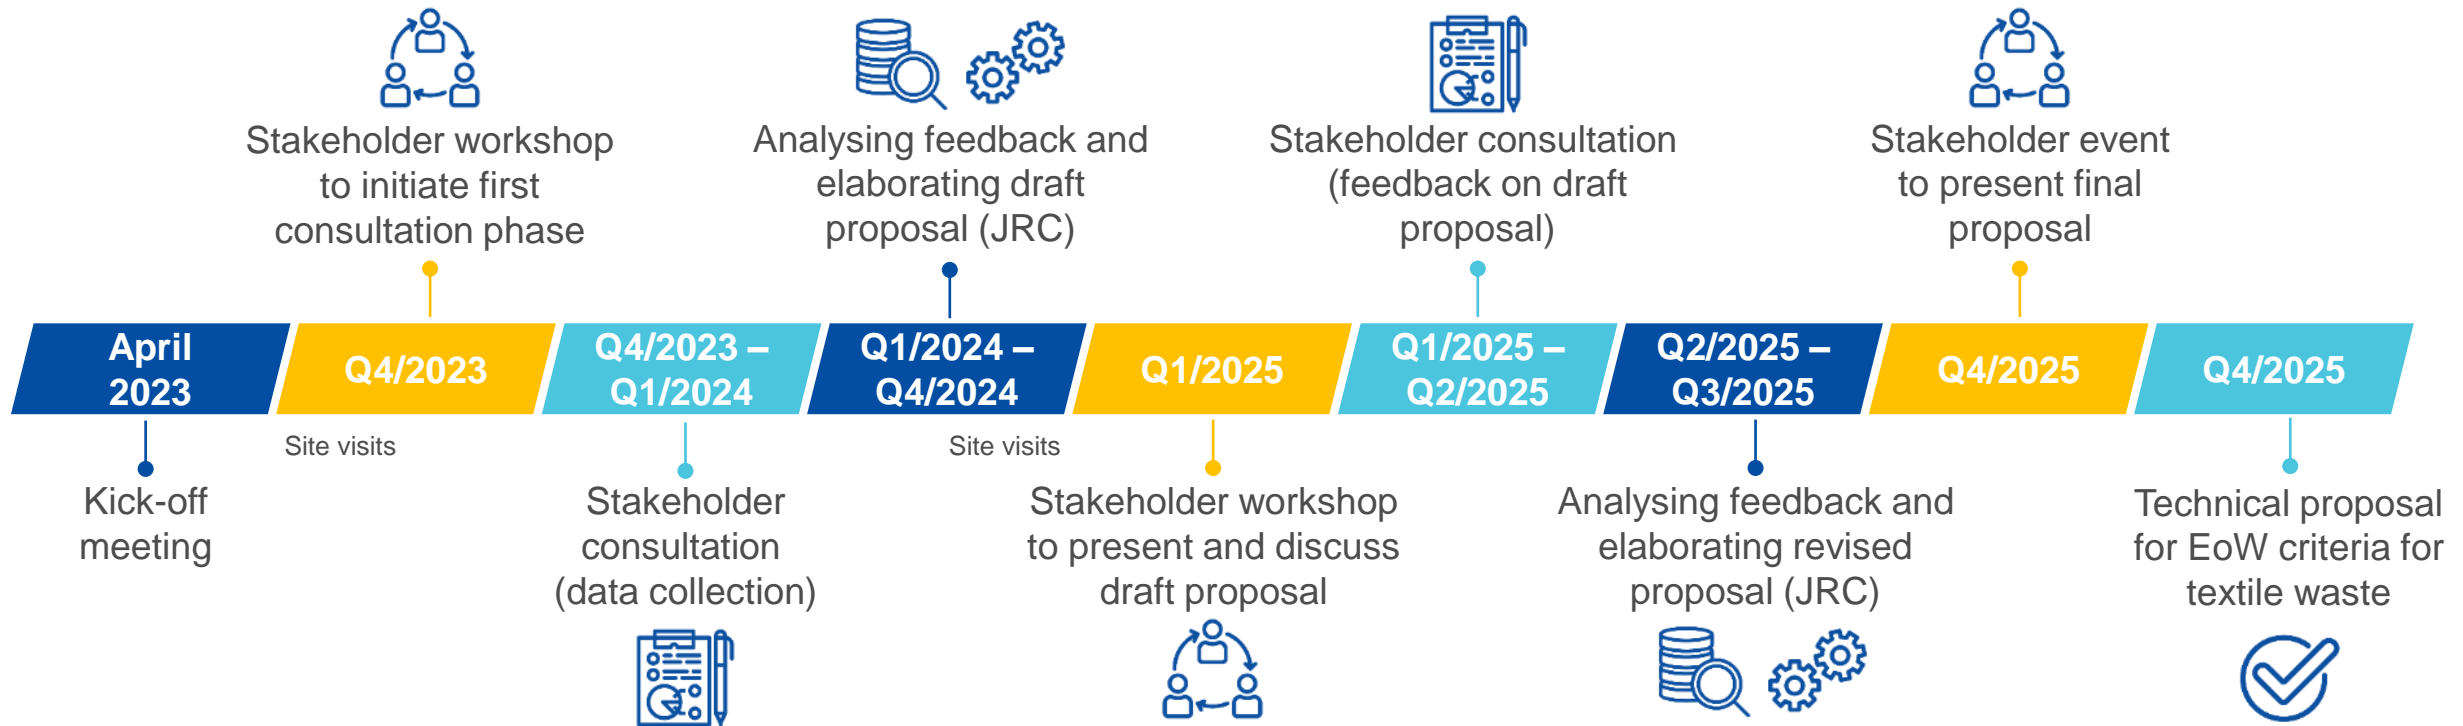 Stakeholder workshop
to initiate first
consultation phase
Analysing feedback and
elaborating draft
proposal (JRC)
Stakeholder consultation
(feedback on draft
proposal)
Stakeholder event
to present final
proposal
April
2023
Q4/2023
Q4/2023 –
Q1/2024
Q1/2024 –
Q4/2024
Q1/2025
Q1/2025 –
Q2/2025
Q2/2025 –
Q3/2025
Q4/2025
Q4/2025
Site visits
Site visits
Kick-off
meeting
Stakeholder
consultation
(data collection)
Stakeholder workshop
to present and discuss
draft proposal
Analysing feedback and
elaborating revised
proposal (JRC)
Technical proposal
for EoW criteria for
textile waste